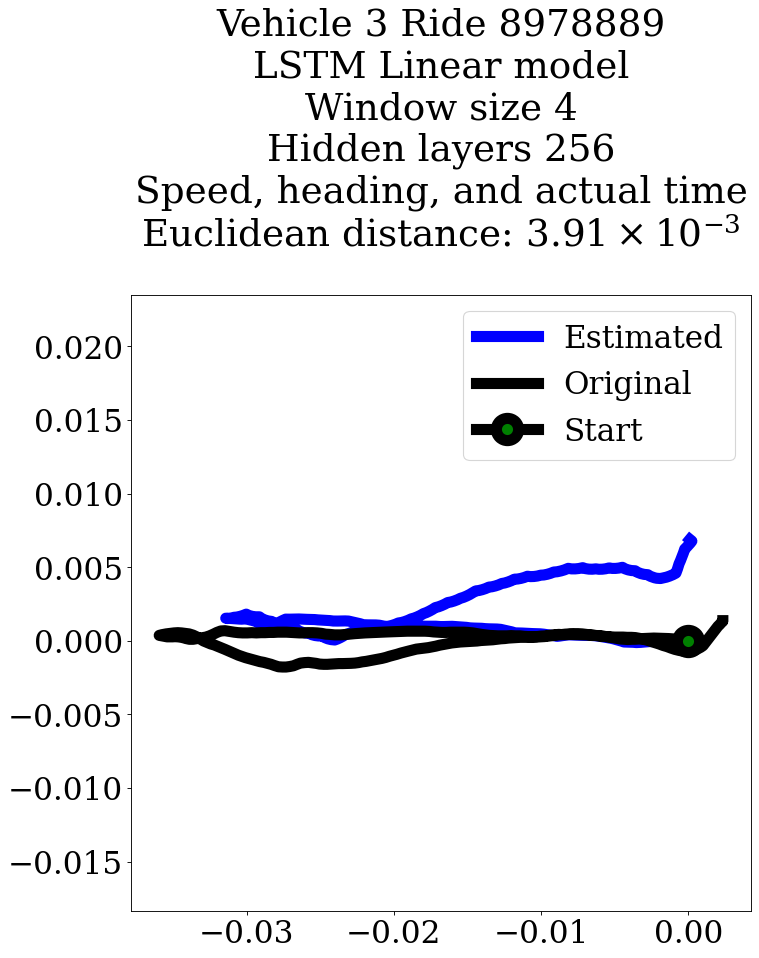 Vehicle 3 Ride 8978889
LSTM Linear model
Window size 4
Hidden layers 256
Speed, heading, and actual time
Euclidean distance: 3.91 × 10⁻³
Estimated
Original
Start
0.020
0.015
0.010
0.005
0.000
−0.005
−0.010
−0.015
−0.03 −0.02 −0.01 0.00